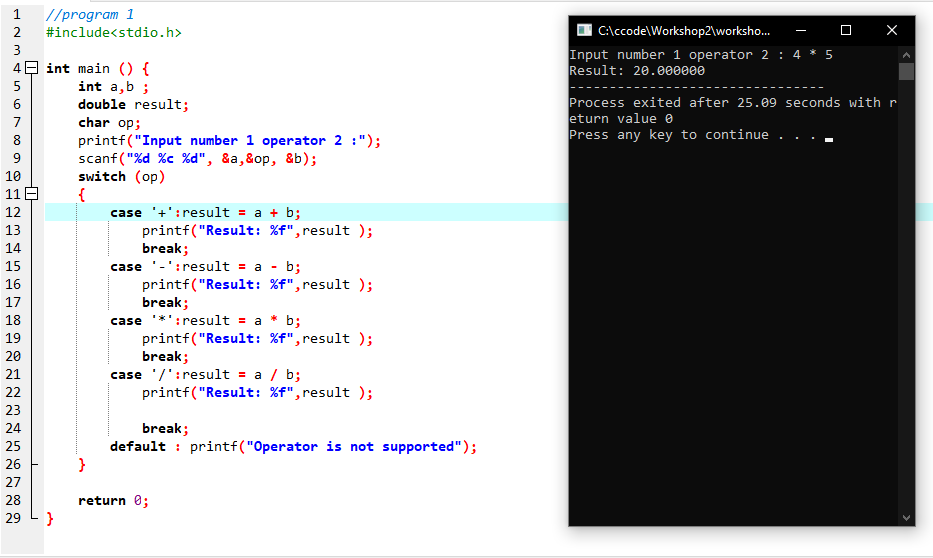 1 //program 1
2 #include<stdio.h>
3
4 int main () {
5 int a,b ;
6 double result;
7 char op;
8 printf("Input number 1 operator 2 :");
9 scanf("%d %c %d", &a,&op, &b);
10 switch (op)
11 {
12 case '+':result = a + b;
13 printf("Result: %f",result );
14 break;
15 case '-':result = a - b;
16 printf("Result: %f",result );
17 break;
18 case '*':result = a * b;
19 printf("Result: %f",result );
20 break;
21 case '/':result = a / b;
22 printf("Result: %f",result );
23
24 break;
25 default : printf("Operator is not supported");
26 }
27
28 return 0;
29 }
C:\ccode\Workshop2\worksho...
Input number 1 operator 2 : 4 * 5
Result: 20.000000
--------------------------------
Process exited after 25.09 seconds with r
eturn value 0
Press any key to continue . . .